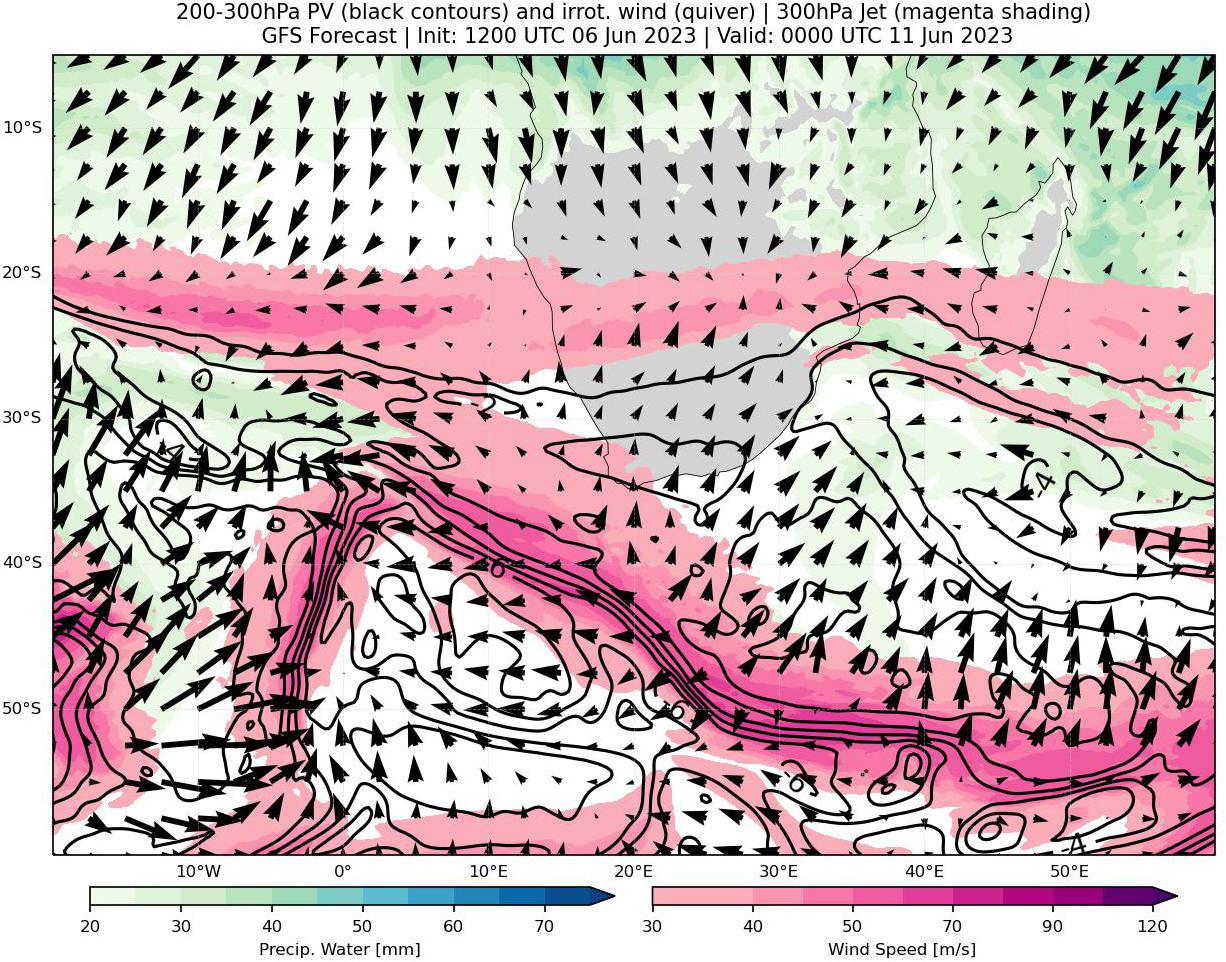 200-300hPa PV (black contours) and irrot. wind (quiver) | 300hPa Jet (magenta shading)
GFS Forecast | Init: 1200 UTC 06 Jun 2023 | Valid: 0000 UTC 11 Jun 2023
10°S
20°S
30°S
-4
40°S
50°S
-4
10°W 0° 10°E 20°E 30°E 40°E 50°E
20 30 40 50 60 70
Precip. Water [mm]
30 40 50 70 90 120
Wind Speed [m/s]